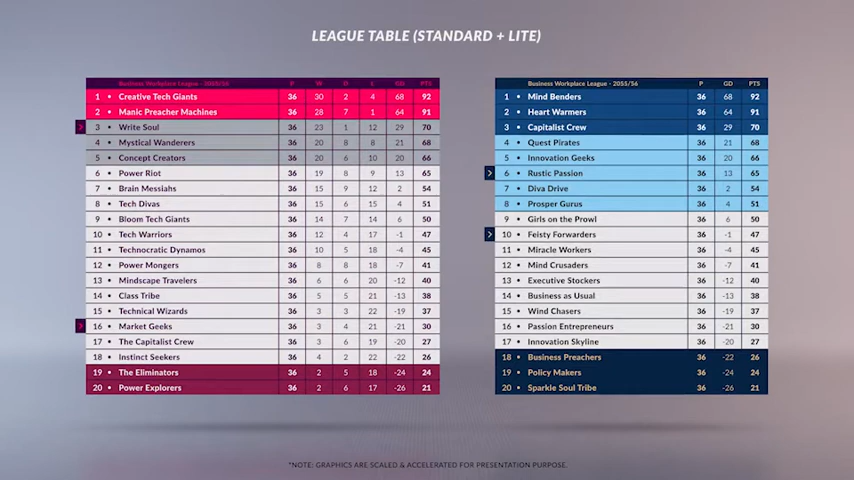 LEAGUE TABLE (STANDARD + LITE)
Business Workplace League - 2055/56 P W D L GD PTS
1 • Creative Tech Giants 36 30 2 4 68 92
2 • Manic Preacher Machines 36 28 7 1 64 91
3 • Write Soul 36 23 1 12 29 70
4 • Mystical Wanderers 36 20 8 8 21 68
5 • Concept Creators 36 20 6 10 20 66
6 • Power Riot 36 19 8 9 13 65
7 • Brain Messiahs 36 15 9 12 2 54
8 • Tech Divas 36 15 6 15 4 51
9 • Bloom Tech Giants 36 14 7 14 6 50
10 • Tech Warriors 36 12 4 17 -1 47
11 • Technocratic Dynamos 36 10 5 18 -4 45
12 • Power Mongers 36 8 8 18 -7 41
13 • Mindscape Travelers 36 6 6 20 -12 40
14 • Class Tribe 36 5 5 21 -13 38
15 • Technical Wizards 36 3 3 22 -19 37
16 • Market Geeks 36 3 4 21 -21 30
17 • The Capitalist Crew 36 3 6 19 -20 27
18 • Instinct Seekers 36 4 2 22 -22 26
19 • The Eliminators 36 2 5 18 -24 24
20 • Power Explorers 36 2 6 17 -26 21
Business Workplace League - 2051/56 P GD PTS
1 • Mind Benders 36 68 92
2 • Heart Warmers 36 64 91
3 • Capitalist Crew 36 29 70
4 • Quest Pirates 36 21 68
5 • Innovation Geeks 36 20 66
6 • Rustic Passion 36 13 65
7 • Diva Drive 36 2 54
8 • Prosper Gurus 36 4 51
9 • Girls on the Prowl 36 6 50
10 • Feisty Forwarders 36 -1 47
11 • Miracle Workers 36 -4 45
12 • Mind Crusaders 36 -7 41
13 • Executive Stockers 36 -12 40
14 • Business as Usual 36 -13 38
15 • Wind Chasers 36 -19 37
16 • Passion Entrepreneurs 36 -21 30
17 • Innovation Skyline 36 -20 27
18 • Business Preachers 36 -22 26
19 • Policy Makers 36 -24 24
20 • Sparkle Soul Tribe 36 -26 21
*NOTE: GRAPHICS ARE SCALED & ACCELERATED FOR PRESENTATION PURPOSE.